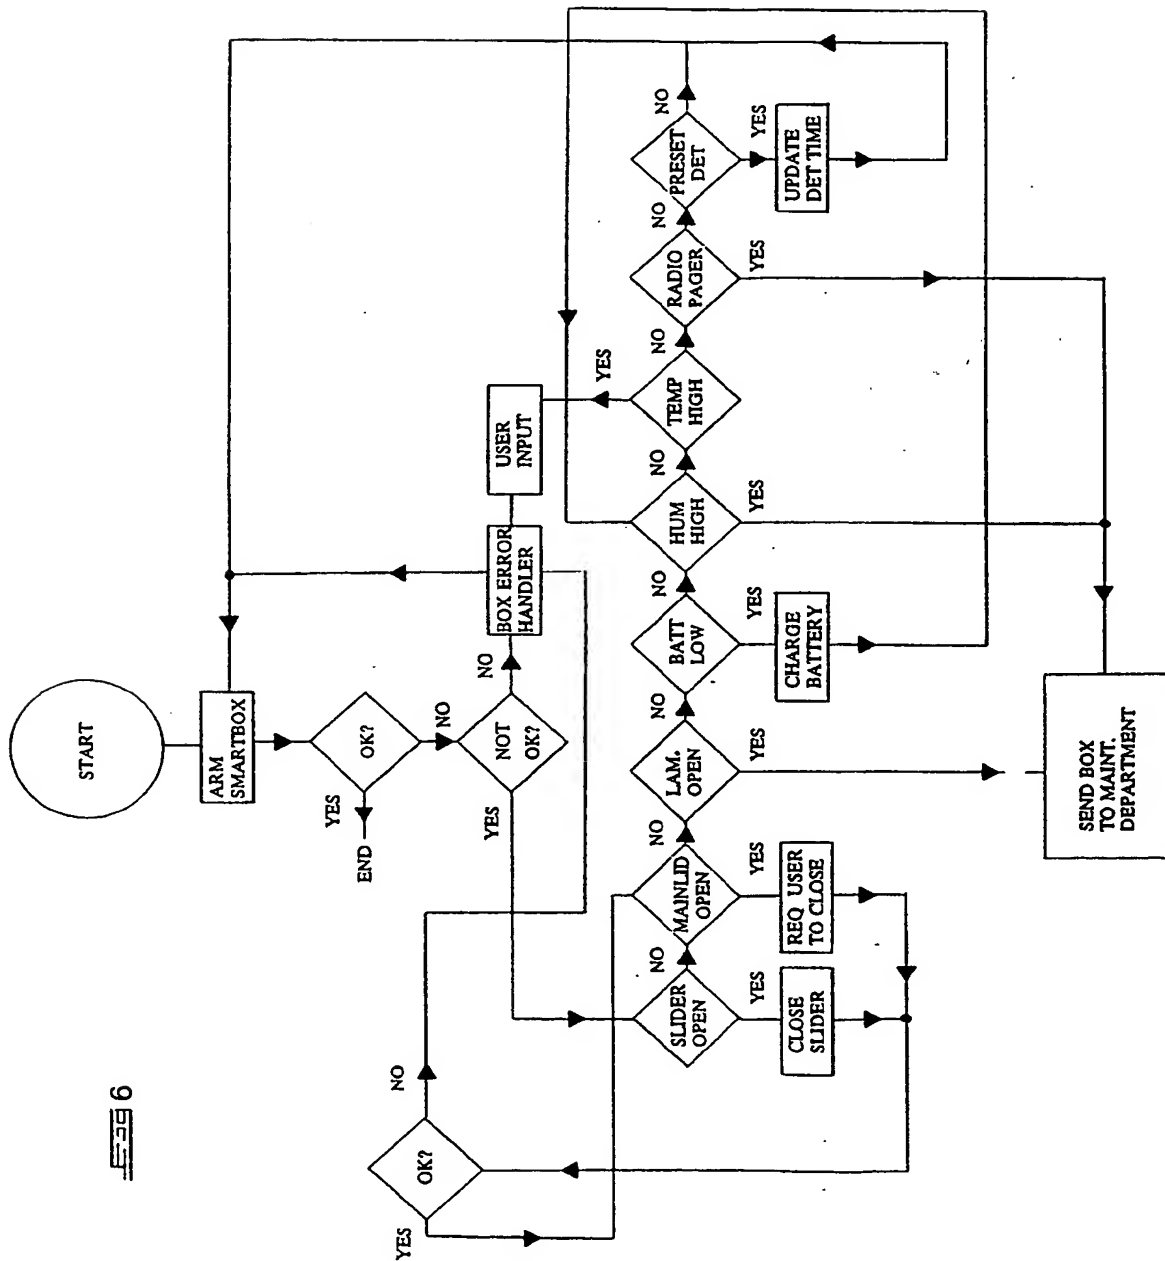 Fig 6
START
ARM
SMARTBOX
OK?
YES
END
NO
NOT
OK?
YES
NO
BOX ERROR
HANDLER
USER
INPUT
OK?
YES
NO
SLIDER
OPEN
NO
YES
CLOSE
SLIDER
MAINLID
OPEN
NO
YES
REQ USER
TO CLOSE
LAM.
OPEN
NO
YES
BATT
LOW
NO
YES
CHARGE
BATTERY
HUM
HIGH
NO
YES
TEMP
HIGH
YES
NO
RADIO
PAGER
NO
YES
PRESET
DET
NO
YES
UPDATE
DET TIME
SEND BOX
TO MAINT.
DEPARTMENT